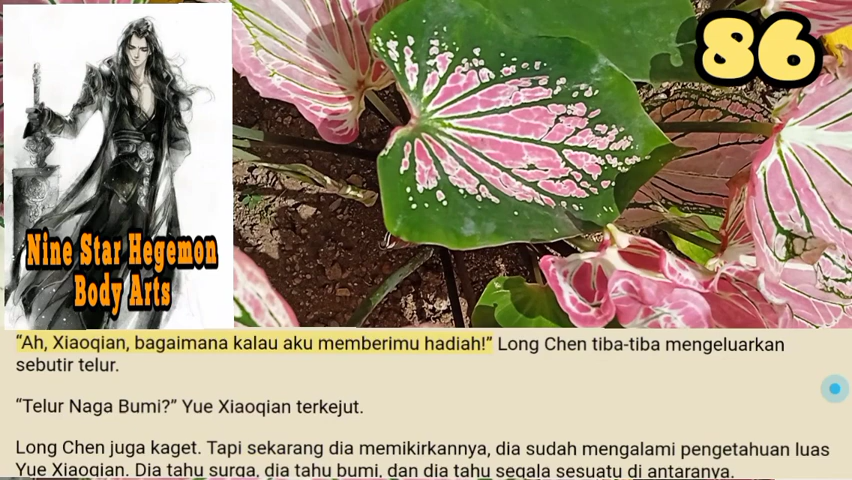 86
Nine Star Hegemon
Body Arts
“Ah, Xiaoqian, bagaimana kalau aku memberimu hadiah!” Long Chen tiba-tiba mengeluarkan
sebutir telur.
“Telur Naga Bumi?” Yue Xiaoqian terkejut.
Long Chen juga kaget. Tapi sekarang dia memikirkannya, dia sudah mengalami pengetahuan luas
Yue Xiaoqian. Dia tahu surga, dia tahu bumi, dan dia tahu segala sesuatu di antaranya.